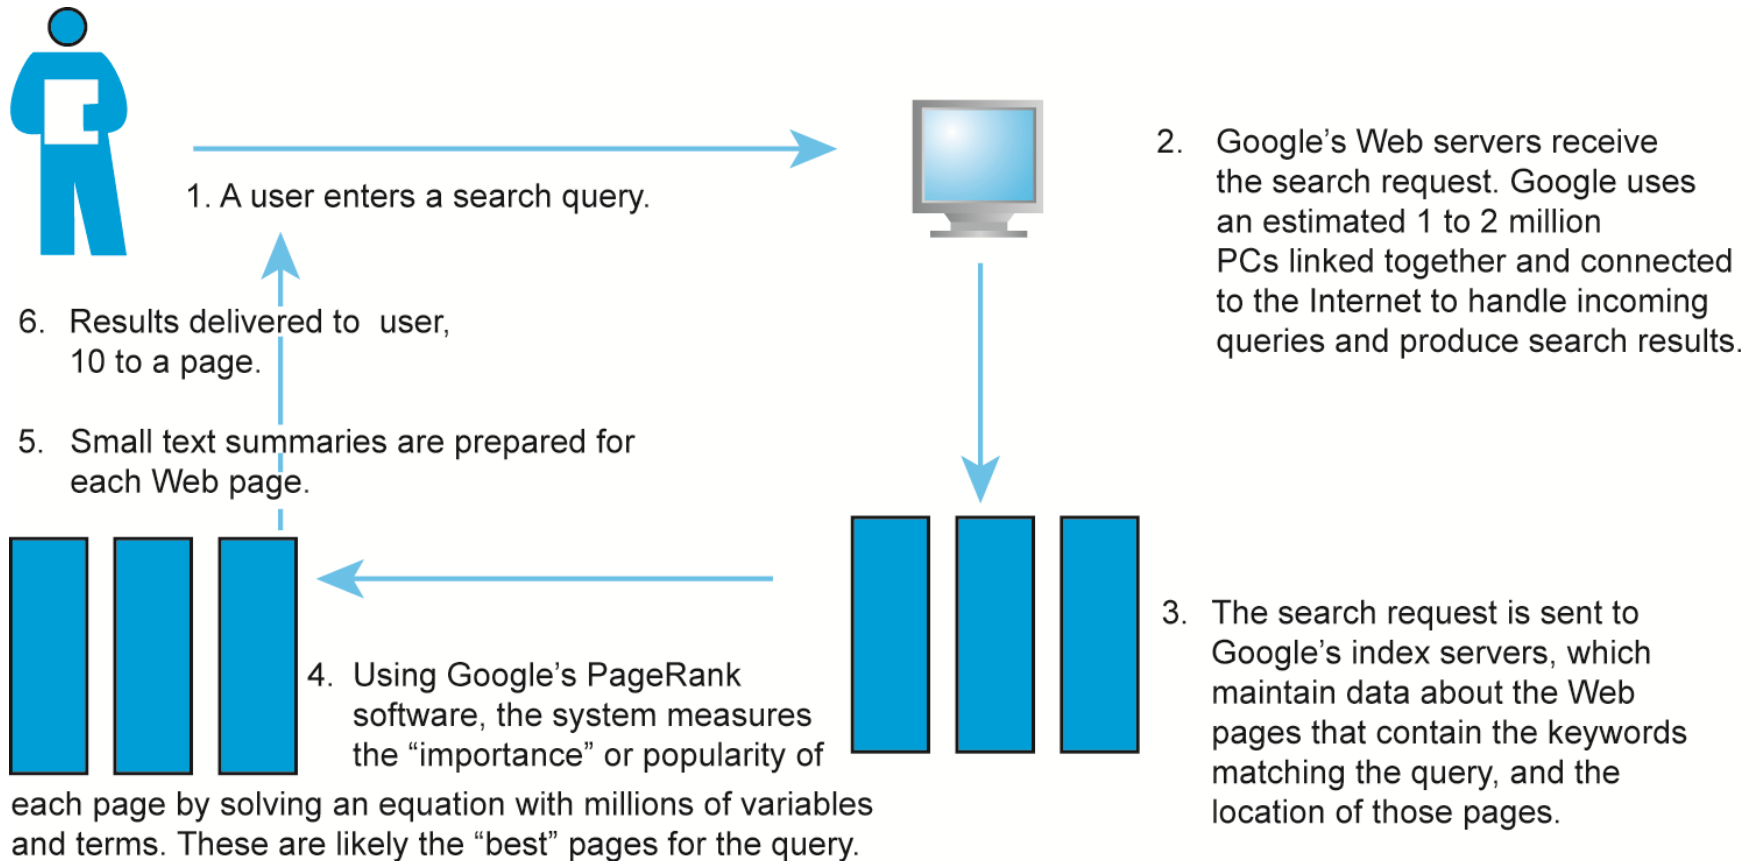 1. A user enters a search query.
2. Google’s Web servers receive
the search request. Google uses
an estimated 1 to 2 million
PCs linked together and connected
to the Internet to handle incoming
queries and produce search results.
3. The search request is sent to
Google’s index servers, which
maintain data about the Web
pages that contain the keywords
matching the query, and the
location of those pages.
4. Using Google’s PageRank
software, the system measures
the “importance” or popularity of
each page by solving an equation with millions of variables
and terms. These are likely the “best” pages for the query.
5. Small text summaries are prepared for
each Web page.
6. Results delivered to user,
10 to a page.